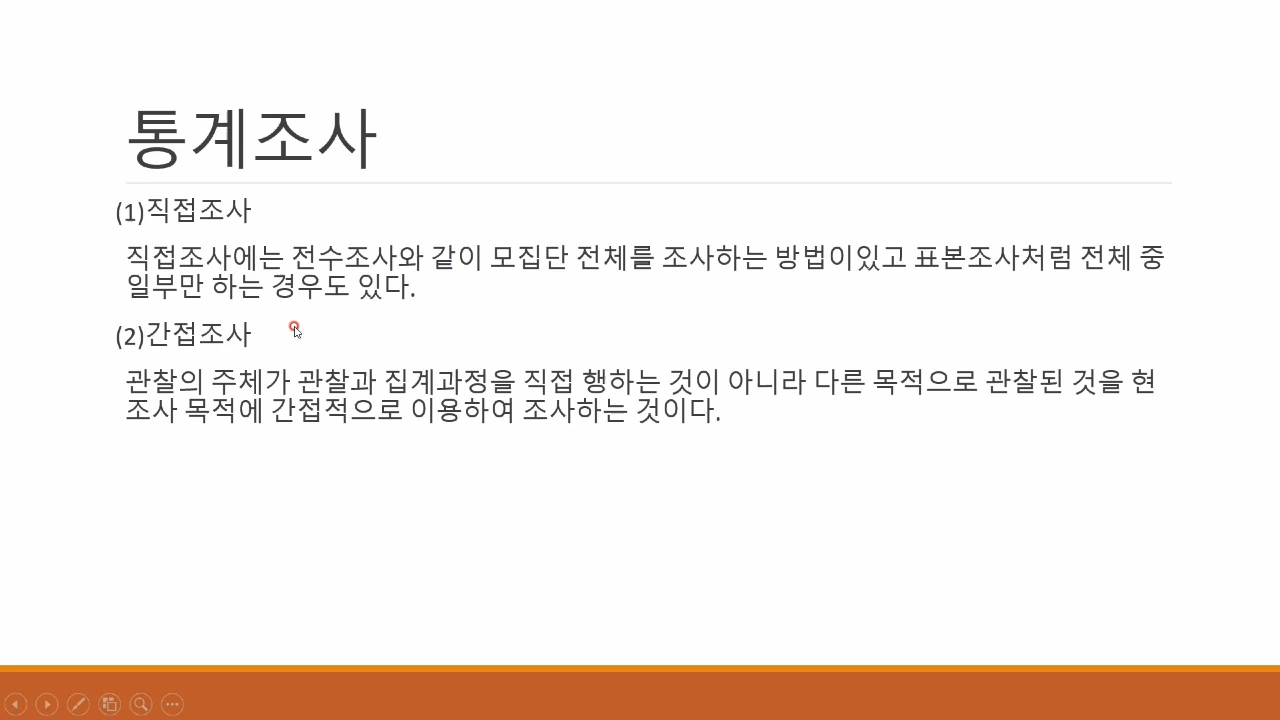 통계조사
(1)직접조사
직접조사에는 전수조사와 같이 모집단 전체를 조사하는 방법이있고 표본조사처럼 전체 중
일부만 하는 경우도 있다.
(2)간접조사
관찰의 주체가 관찰과 집계과정을 직접 행하는 것이 아니라 다른 목적으로 관찰된 것을 현
조사 목적에 간접적으로 이용하여 조사하는 것이다.